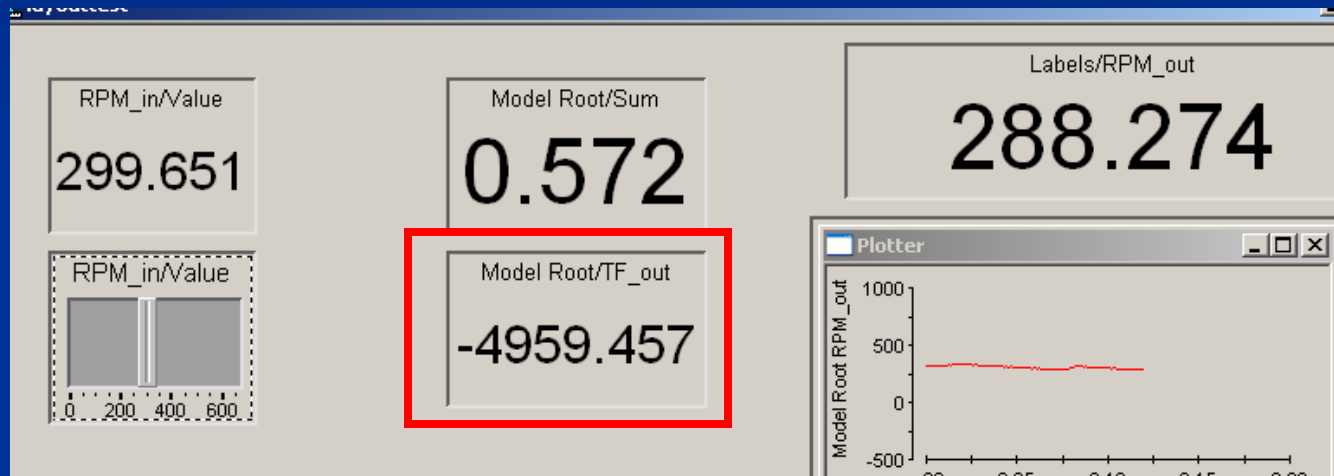 RPM_in/Value
299.651
RPM_in/Value
0 200 400 600
Model Root/Sum
0.572
Model Root/TF_out
-4959.457
Labels/RPM_out
288.274
Plotter
Model Root RPM_out
1000
500
0
-500